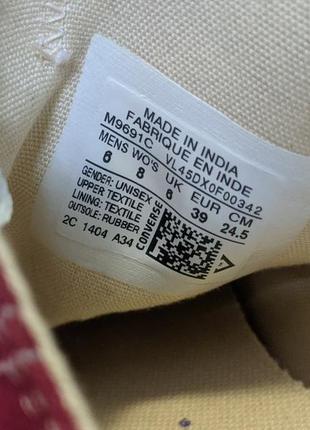 MADE IN INDIA
FABRIQUE EN INDE
M9691C VL45DX0F00342
MENS WO'S UK EUR CM
6 8 6 39 24.5
GENDER: UNISEX
UPPER: TEXTILE
LINING: TEXTILE
OUTSOLE: RUBBER
2C 1404 A34
CONVERSE